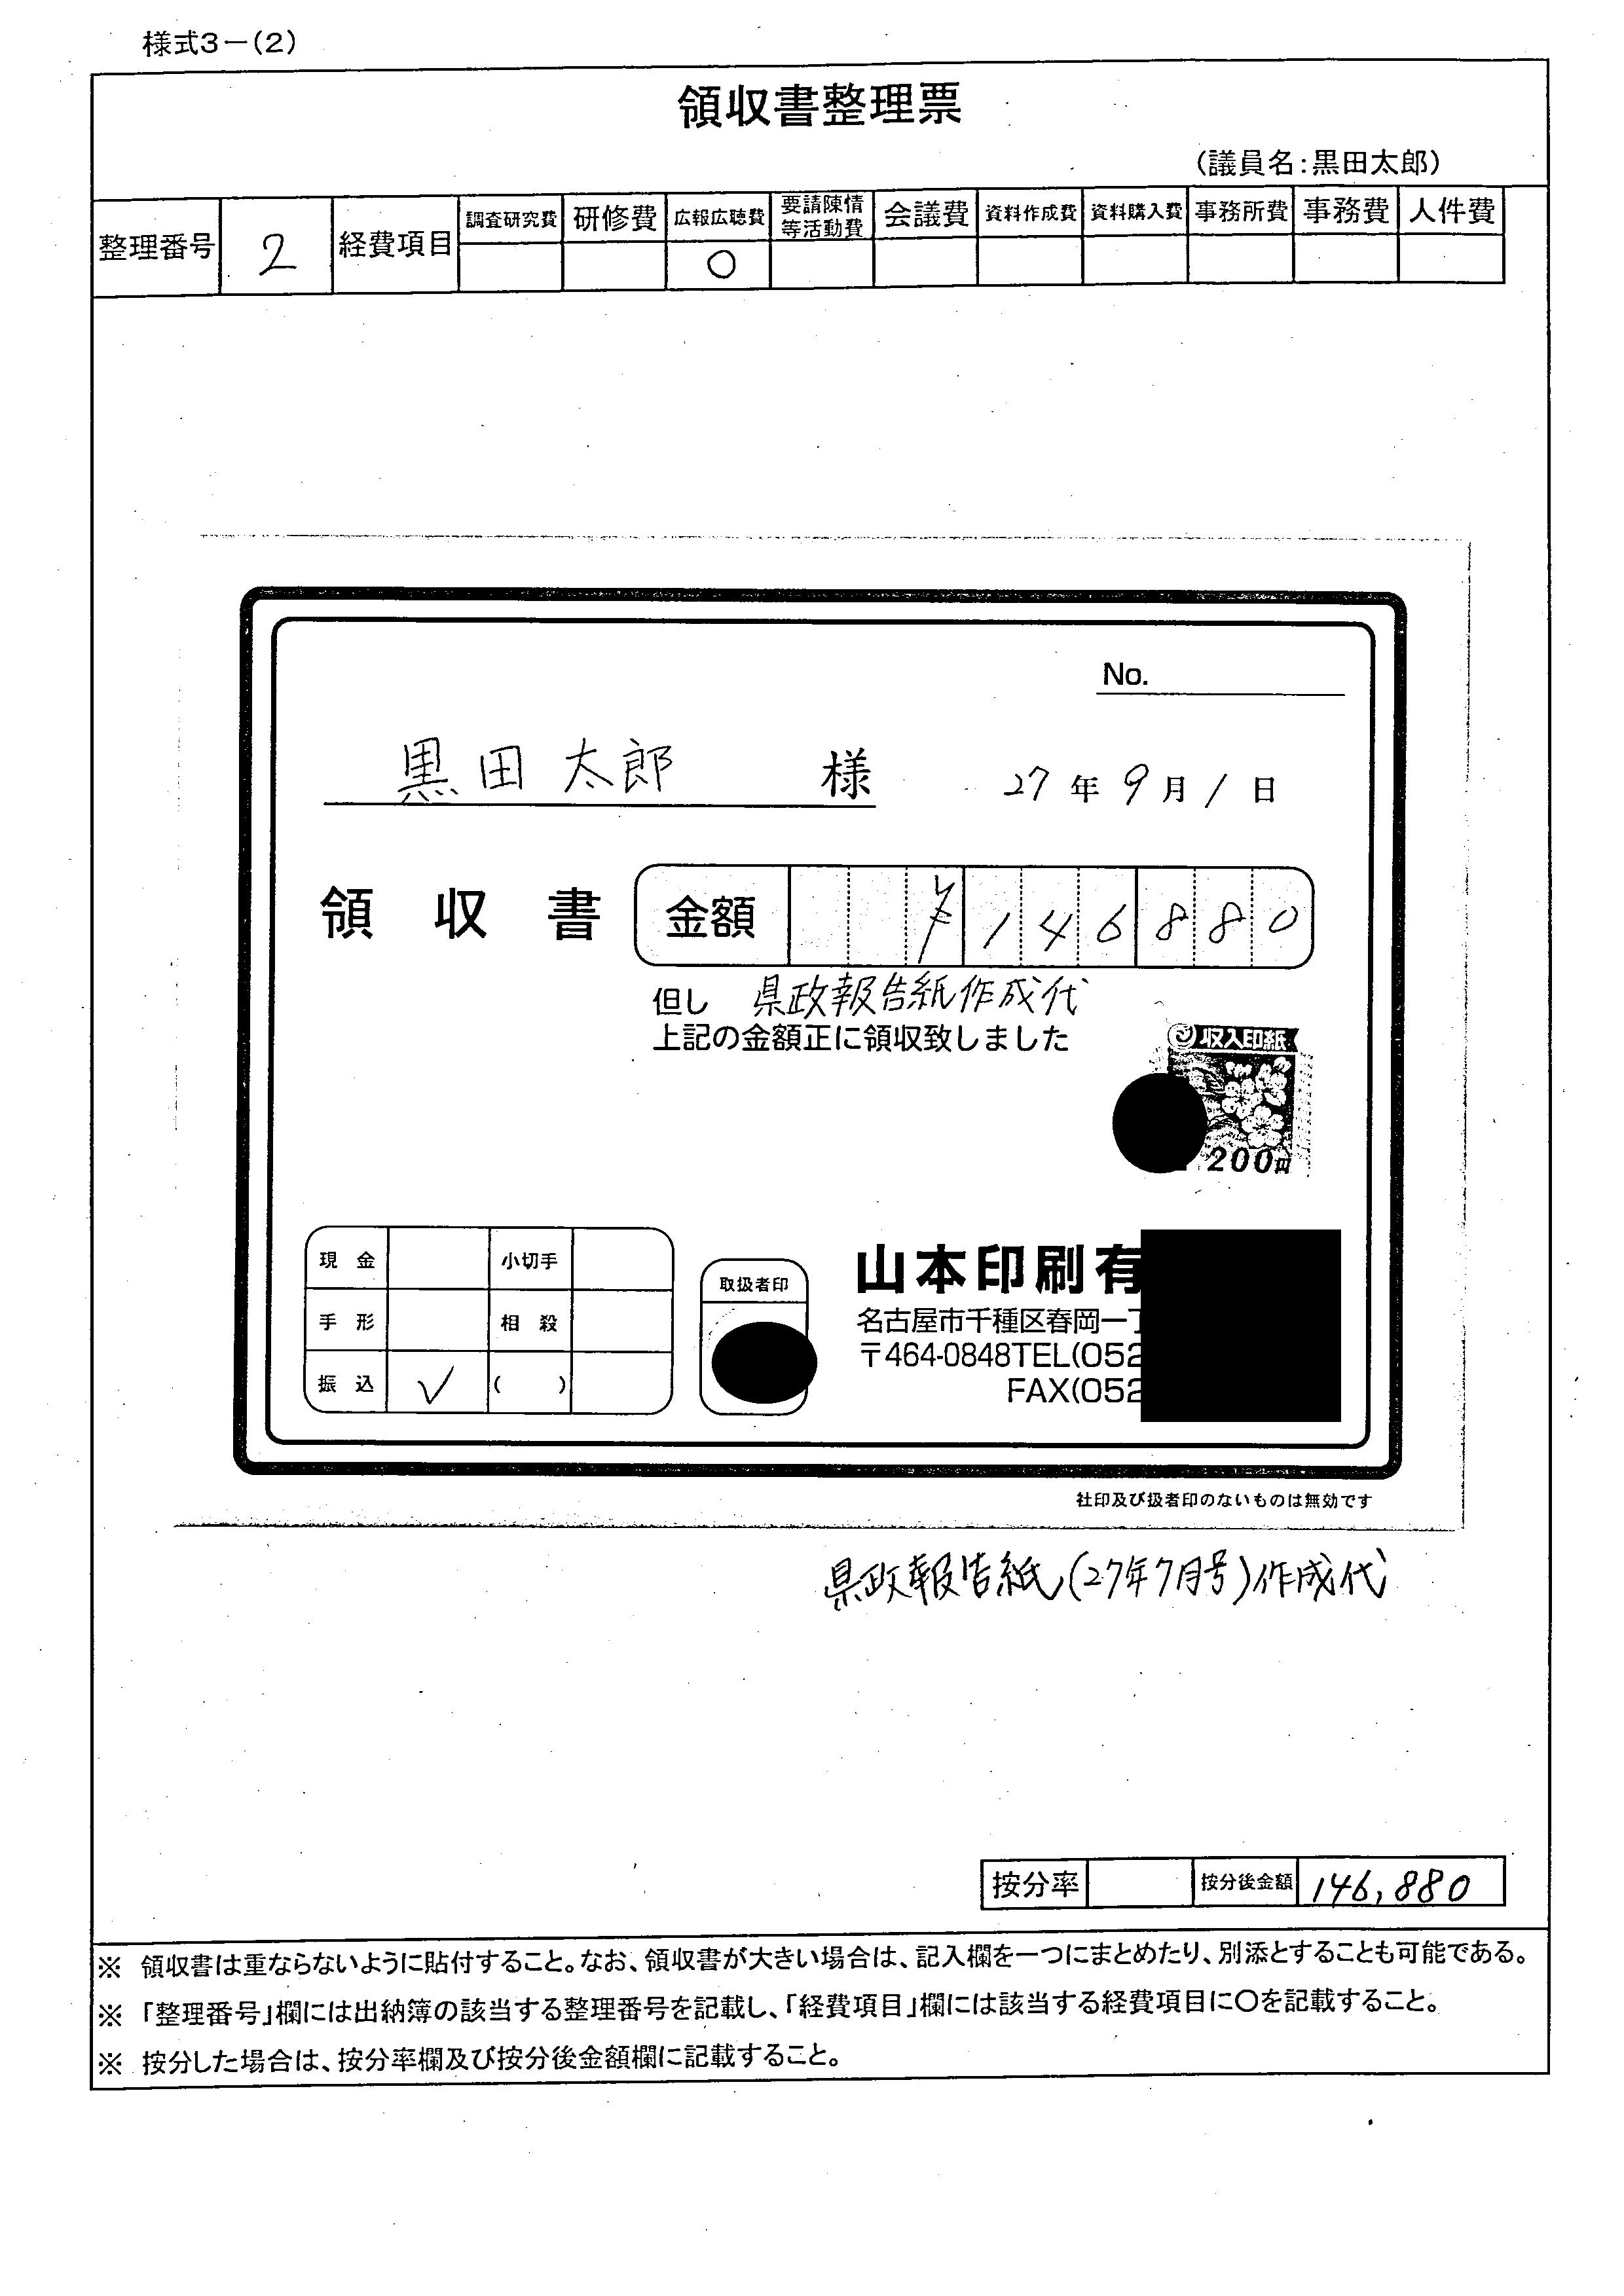 様式3－(2)
領収書整理票
(議員名:黒田太郎)
整理番号 2 経費項目 調査研究費 研修費 広報広聴費 要請陳情等活動費 会議費 資料作成費 資料購入費 事務所費 事務費 人件費
○
No.
黒田太郎 様 27年9月1日
領収書 金額 ¥146880
但し 県政報告紙作成代
上記の金額正に領収致しました
収入印紙
200円
現金 小切手
手形 相殺
振込 ✓ ( )
取扱者印
山本印刷有
名古屋市千種区春岡一丁
〒464-0848TEL(052
FAX(052
社印及び扱者印のないものは無効です
県政報告紙(27年7月号)作成代
按分率 按分後金額 146,880
※ 領収書は重ならないように貼付すること。なお、領収書が大きい場合は、記入欄を一つにまとめたり、別添とすることも可能である。
※ 「整理番号」欄には出納簿の該当する整理番号を記載し、「経費項目」欄には該当する経費項目に○を記載すること。
※ 按分した場合は、按分率欄及び按分後金額欄に記載すること。